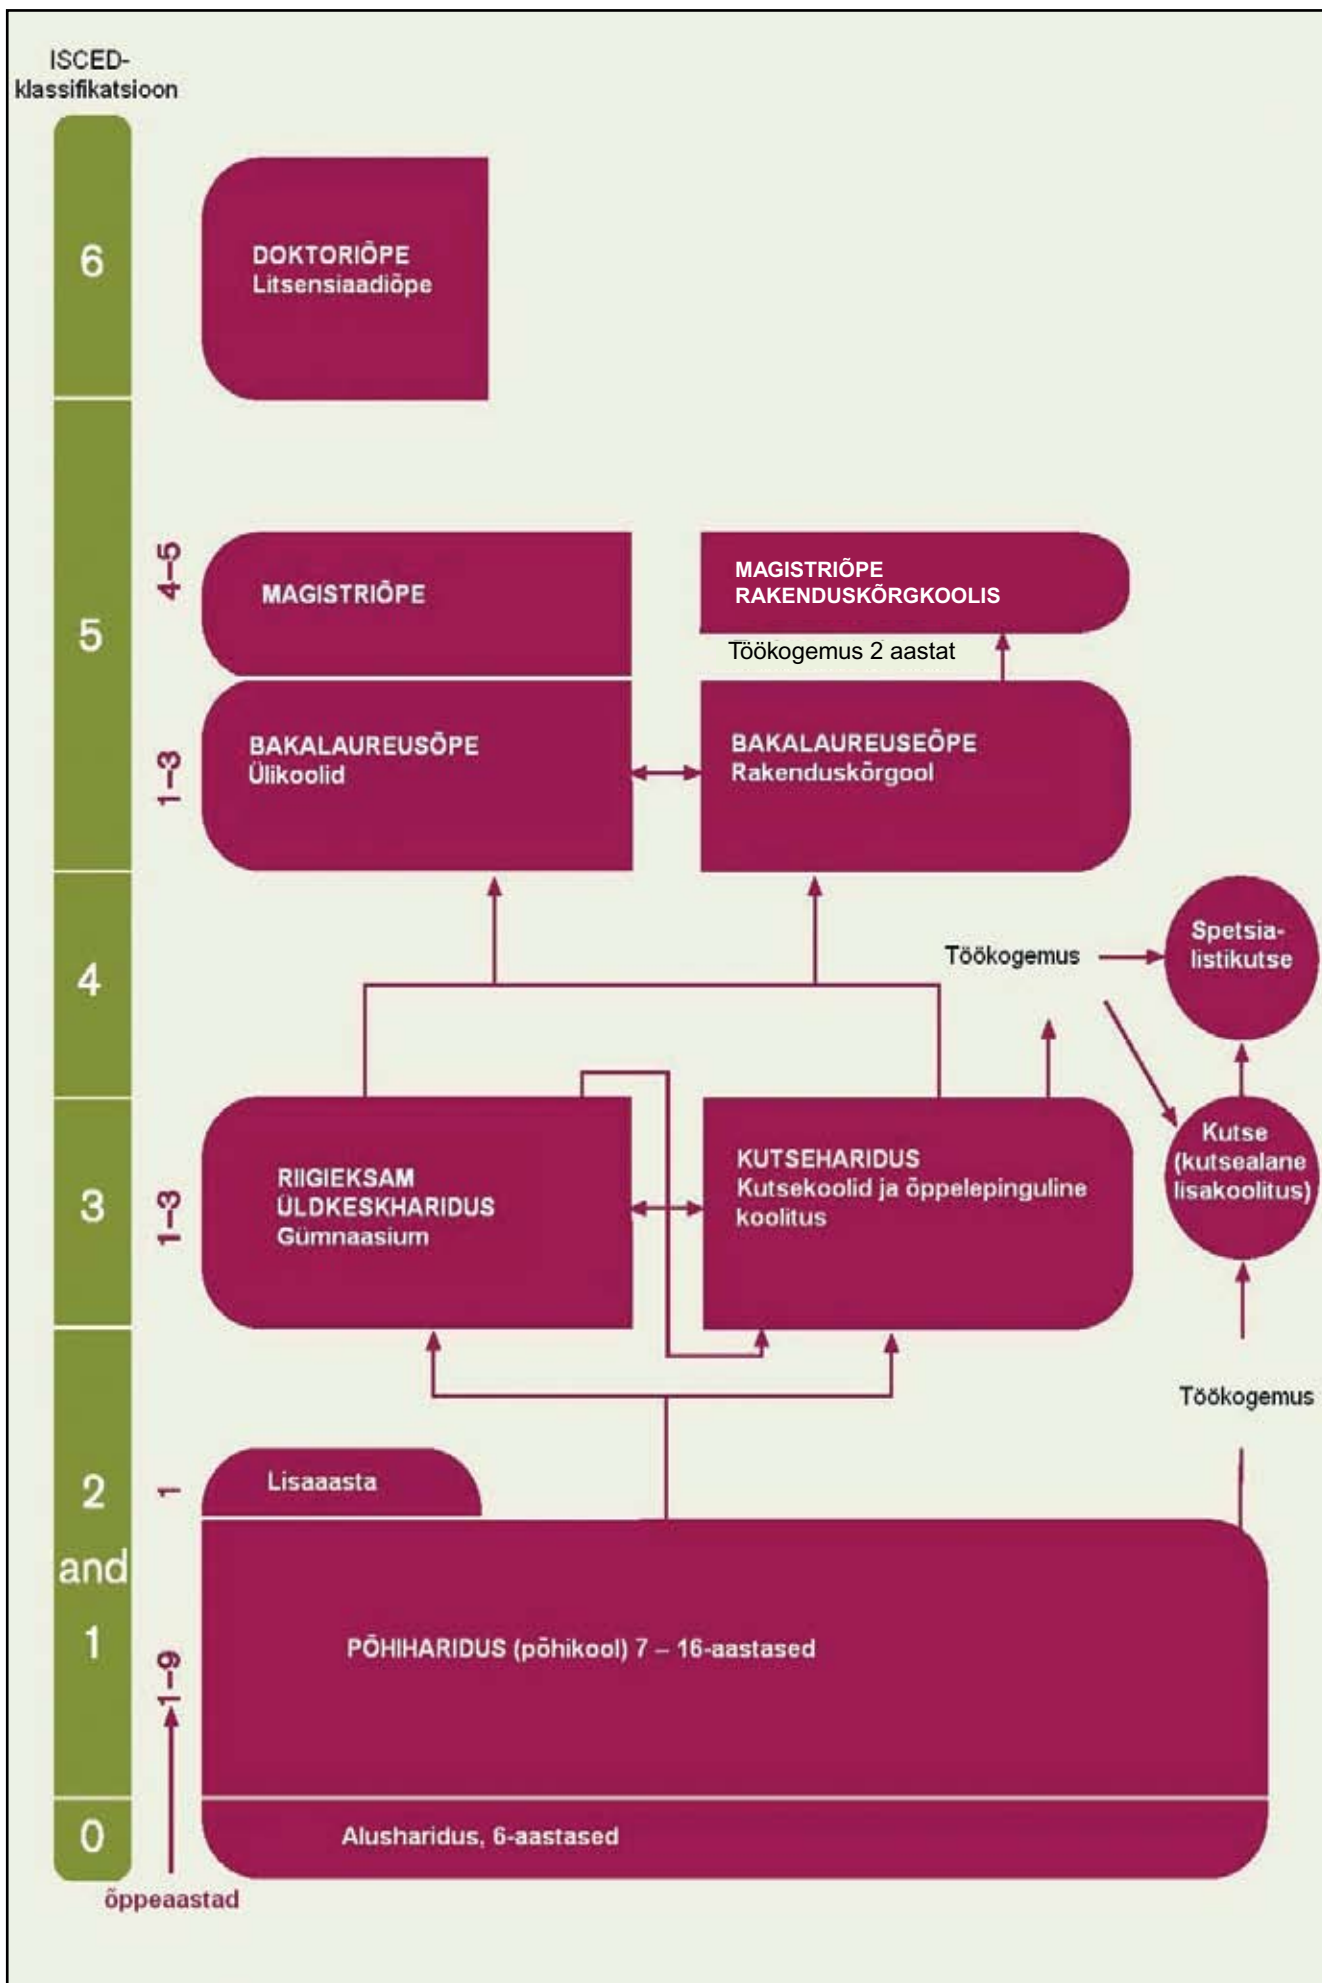 ISCED-
klassifikatsioon
6
DOKTORIÕPE
Litsensiaadiõpe
5
4–5
MAGISTRIÕPE
MAGISTRIÕPE
RAKENDUSKÕRGKOOLIS
Töökogemus 2 aastat
1–3
BAKALAUREUSÕPE
Ülikoolid
BAKALAUREUSEÕPE
Rakenduskõrgool
4
Töökogemus
Spetsia-
listikutse
3
1–3
RIIGIEKSAM
ÜLDKESKHARIDUS
Gümnaasium
KUTSEHARIDUS
Kutsekoolid ja õppelepinguline
koolitus
Kutse
(kutsealane
lisakoolitus)
Töökogemus
2
and
1
1
Lisaaasta
1–9
PÕHIHARIDUS (põhikool) 7 – 16-aastased
0
Alusharidus, 6-aastased
õppeaastad